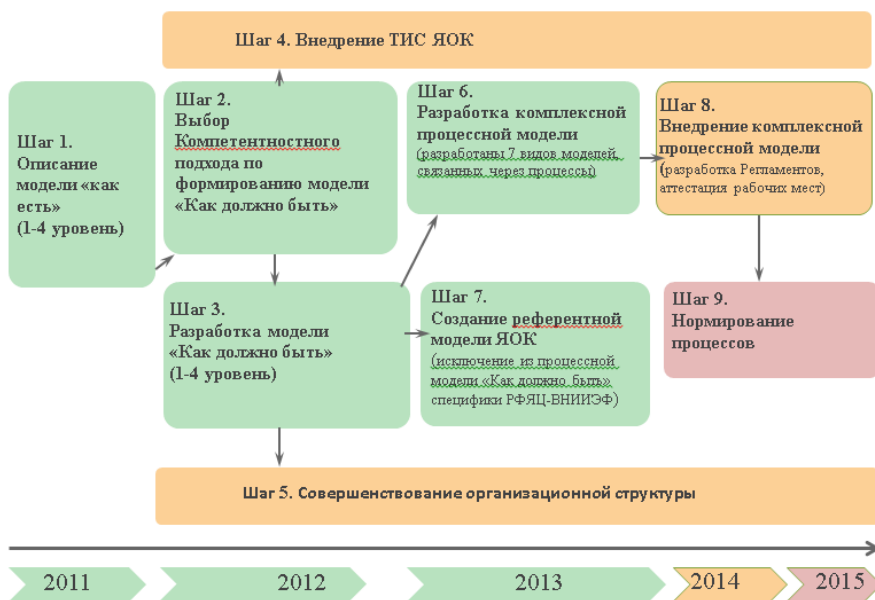 Шаг 4. Внедрение ТИС ЯОК
Шаг 1.
Описание
модели «как
есть»
(1-4 уровень)
Шаг 2.
Выбор
Компетентностного
подхода по
формированию модели
«Как должно быть»
Шаг 3.
Разработка модели
«Как должно быть»
(1-4 уровень)
Шаг 6.
Разработка комплексной
процессной модели
(разработаны 7 видов моделей,
связанных через процессы)
Шаг 7.
Создание референтной
модели ЯОК
(исключение из процессной
модели «Как должно быть»
специфики РФЯЦ-ВНИИЭФ)
Шаг 8.
Внедрение комплексной
процессной модели
(разработка Регламентов,
аттестация рабочих мест)
Шаг 9.
Нормирование
процессов
Шаг 5. Совершенствование организационной структуры
2011
2012
2013
2014
2015